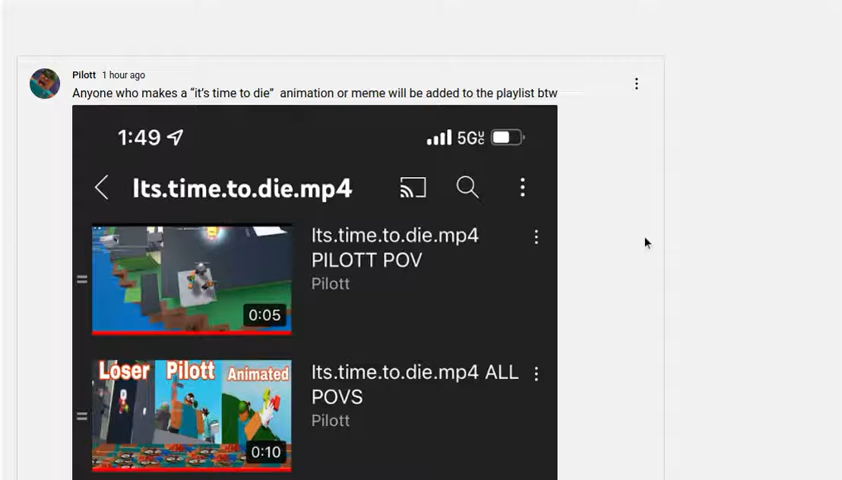 Pilott 1 hour ago
Anyone who makes a “it’s time to die” animation or meme will be added to the playlist btw
1:49
5GUC
Its.time.to.die.mp4
Its.time.to.die.mp4
PILOTT POV
Pilott
0:05
Loser Pilott Animated
Its.time.to.die.mp4 ALL
POVS
Pilott
0:10